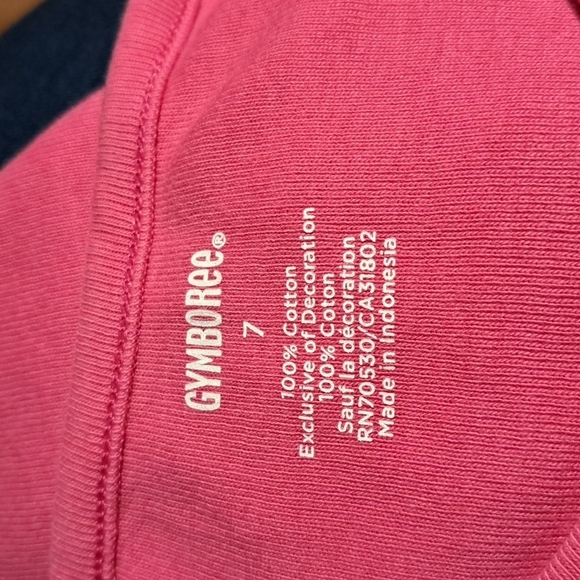 GYMBOREE®
7
100% Cotton
Exclusive of Decoration
100% Coton
Sauf la décoration
RN70530/CA31802
Made in Indonesia